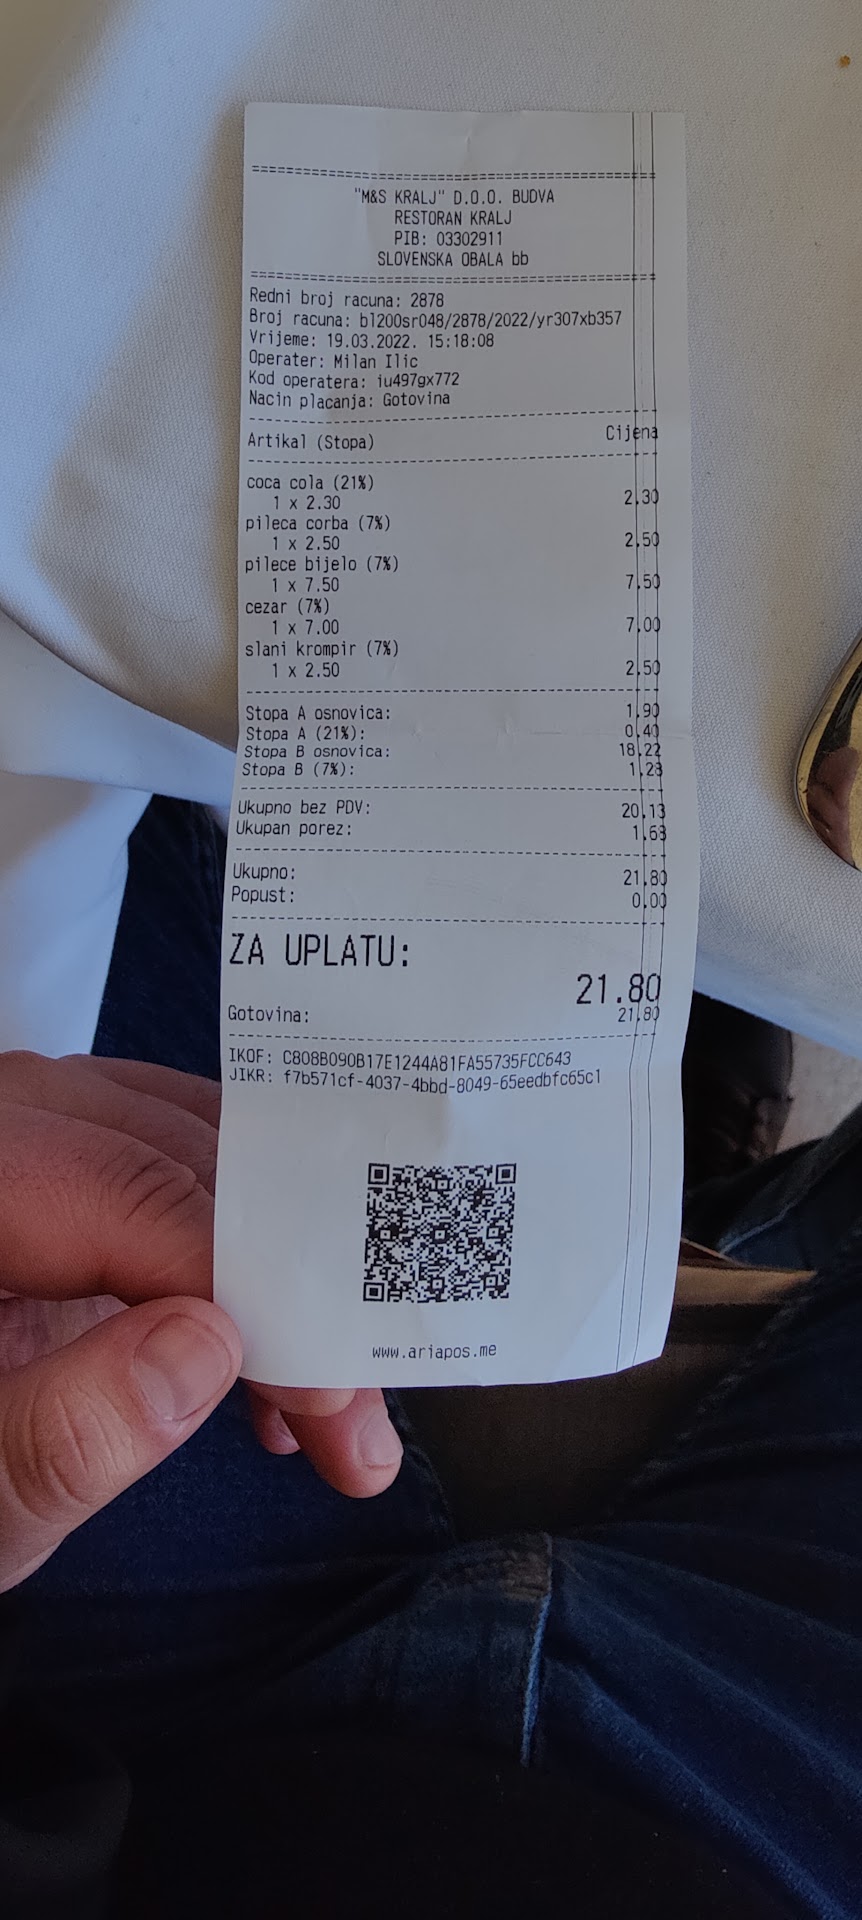 ================================================
"M&S KRALJ" D.O.O. BUDVA
RESTORAN KRALJ
PIB: 03302911
SLOVENSKA OBALA bb
================================================
Redni broj racuna: 2878
Broj racuna: bl200sr048/2878/2022/yr307xb357
Vrijeme: 19.03.2022. 15:18:08
Operater: Milan Ilic
Kod operatera: iu497gx772
Nacin placanja: Gotovina
------------------------------------------------
Artikal (Stopa) Cijena
------------------------------------------------
coca cola (21%)
1 x 2.30 2.30
pileca corba (7%)
1 x 2.50 2.50
pilece bijelo (7%)
1 x 7.50 7.50
cezar (7%)
1 x 7.00 7.00
slani krompir (7%)
1 x 2.50 2.50
------------------------------------------------
Stopa A osnovica: 1.90
Stopa A (21%): 0.40
Stopa B osnovica: 18.22
Stopa B (7%): 1.28
------------------------------------------------
Ukupno bez PDV: 20.13
Ukupan porez: 1.63
------------------------------------------------
Ukupno: 21.80
Popust: 0.00
------------------------------------------------
ZA UPLATU:
21.80
Gotovina: 21.80
------------------------------------------------
IKOF: C808B090B17E1244A81FA55735FCC643
JIKR: f7b571cf-4037-4bbd-8049-65eedbfc65c1
www.ariapos.me